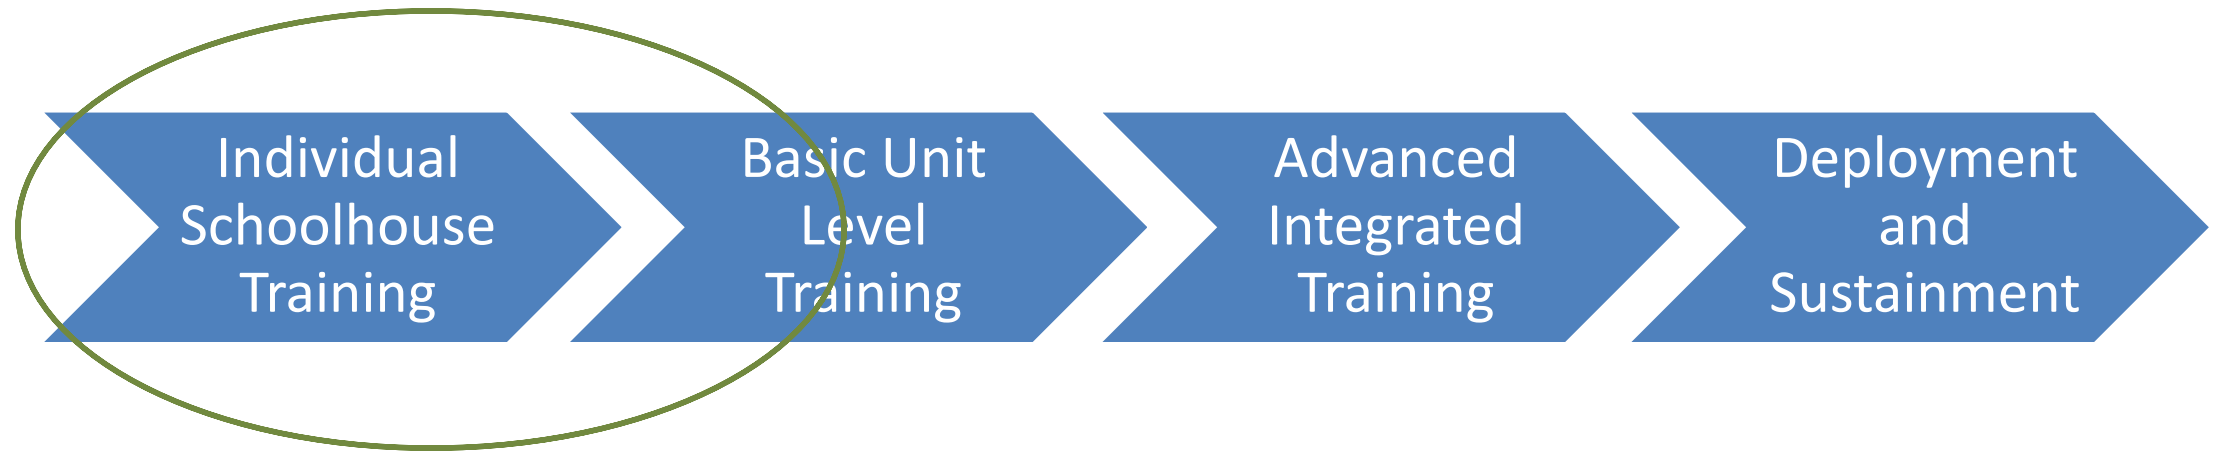 Individual
Schoolhouse
Training
Basic Unit
Level
Training
Advanced
Integrated
Training
Deployment
and
Sustainment